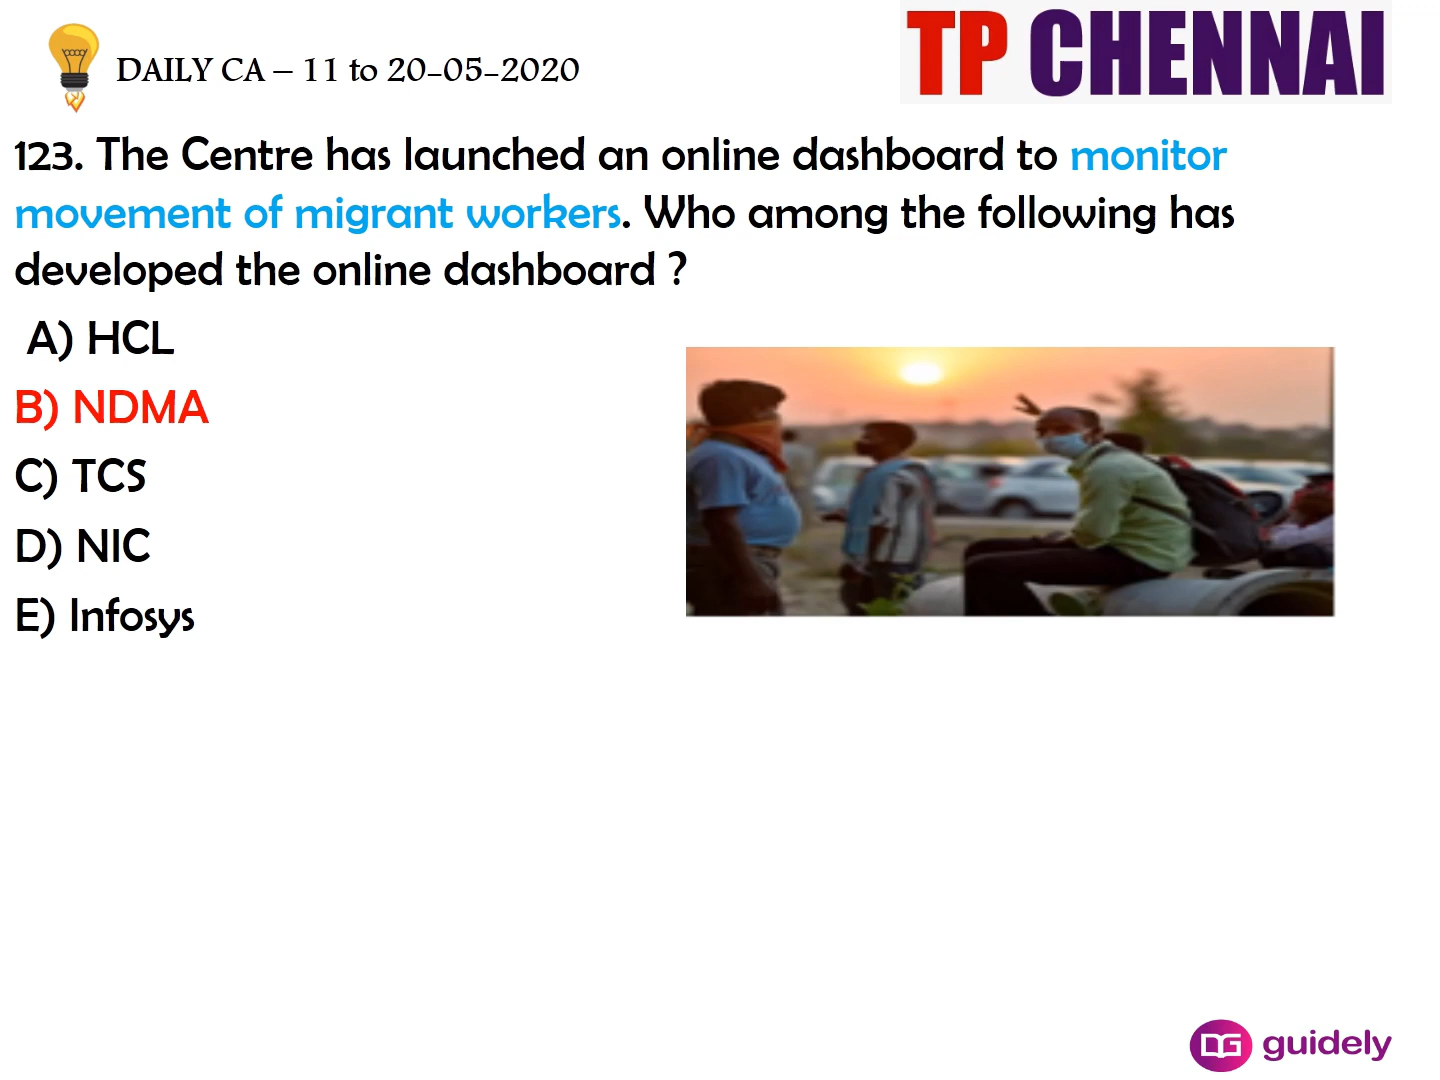 DAILY CA – 11 to 20-05-2020
TP CHENNAI
123. The Centre has launched an online dashboard to monitor
movement of migrant workers. Who among the following has
developed the online dashboard ?
A) HCL
B) NDMA
C) TCS
D) NIC
E) Infosys
guidely